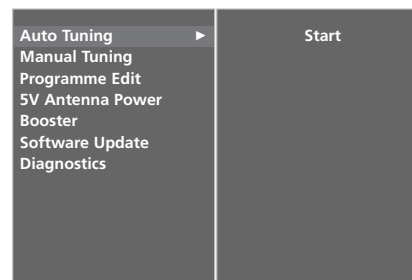 Auto Tuning ► Start
Manual Tuning
Programme Edit
5V Antenna Power
Booster
Software Update
Diagnostics